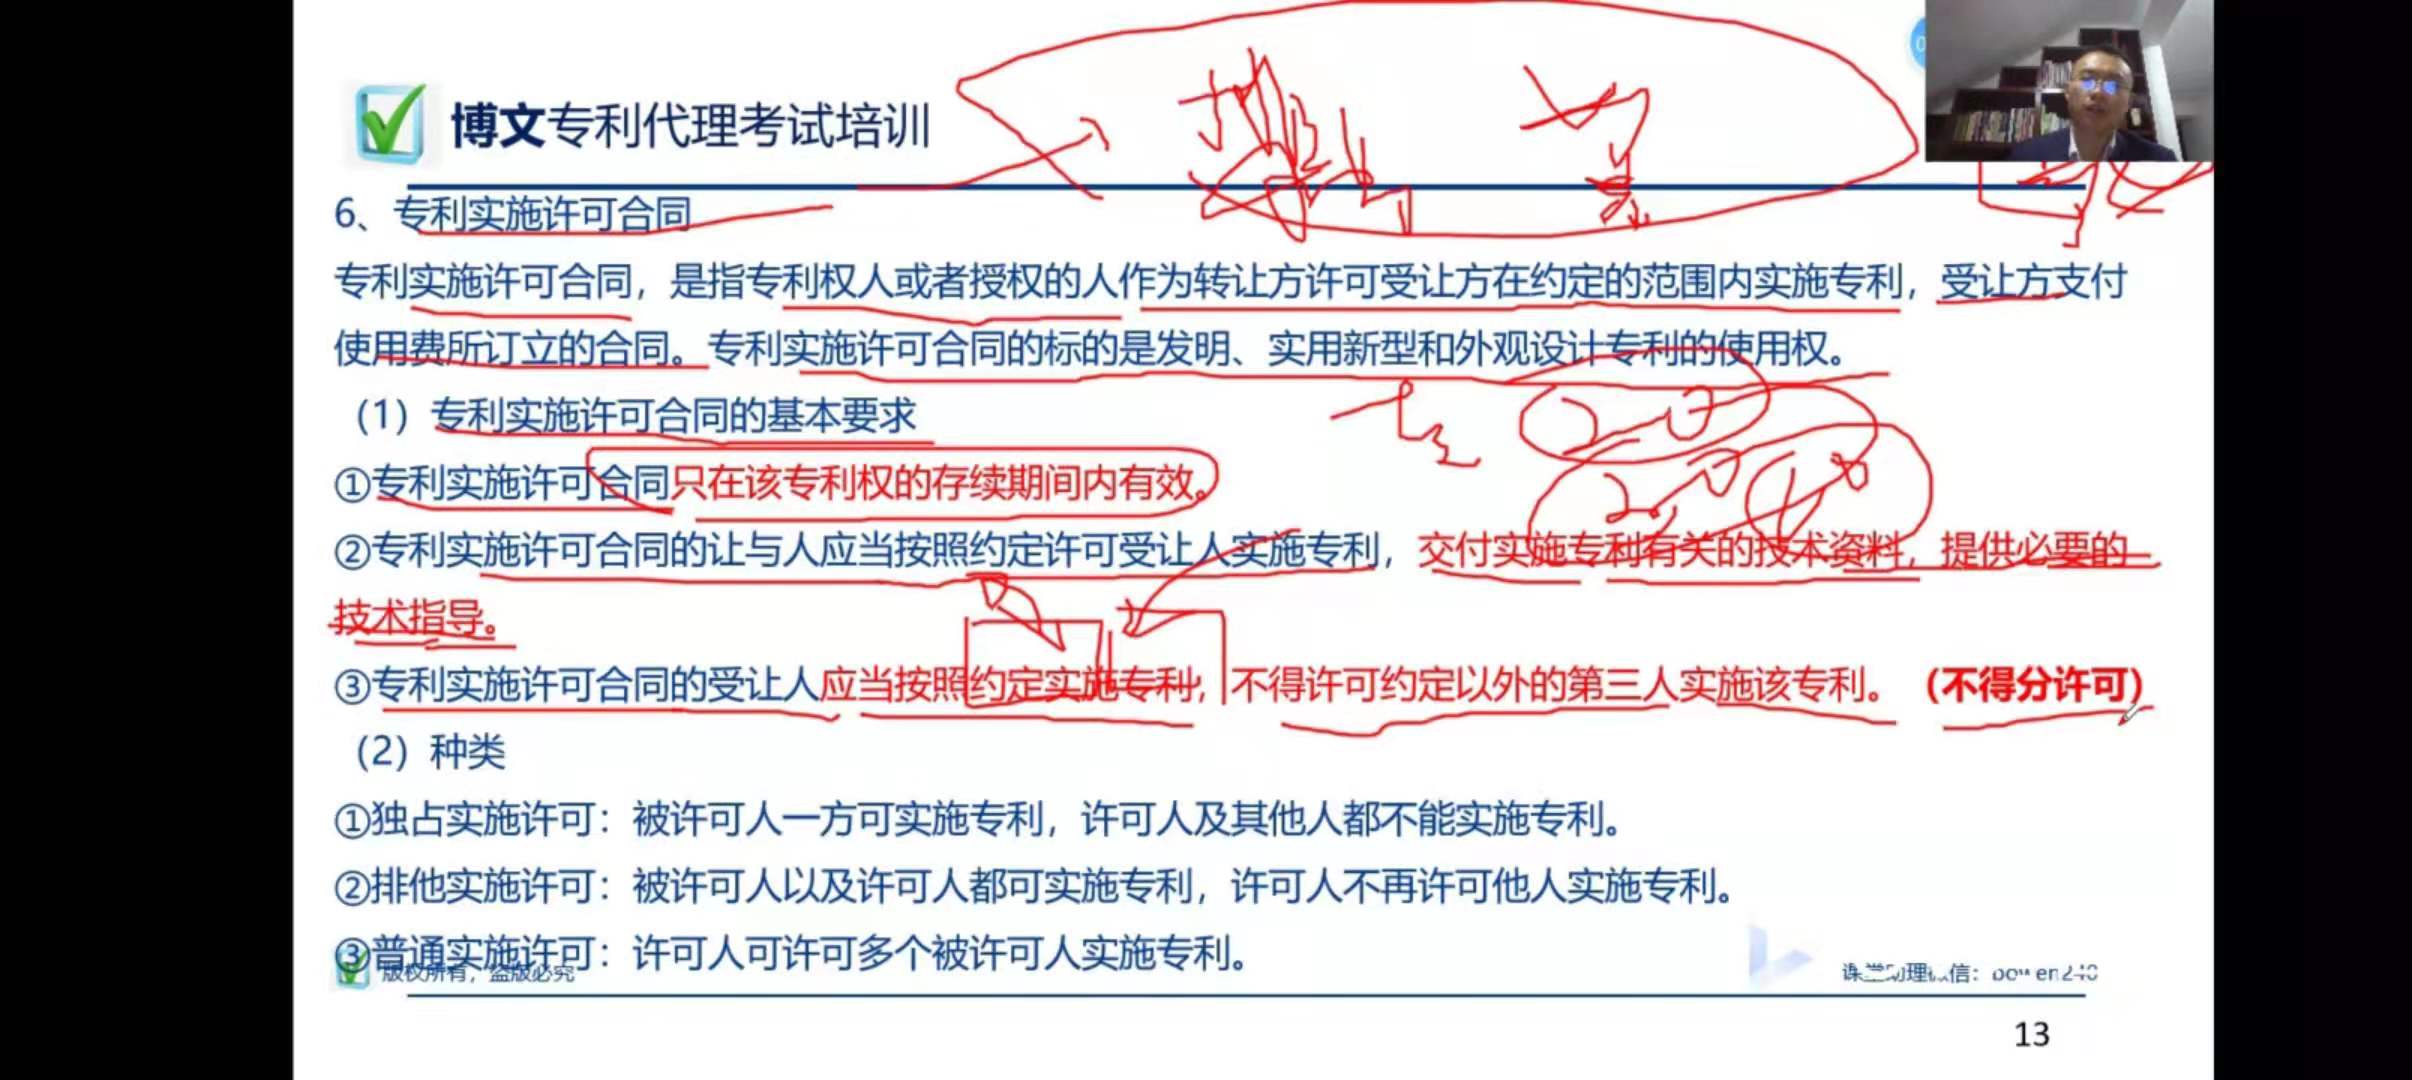 博文专利代理考试培训
6、专利实施许可合同
专利实施许可合同，是指专利权人或者授权的人作为转让方许可受让方在约定的范围内实施专利，受让方支付
使用费所订立的合同。专利实施许可合同的标的是发明、实用新型和外观设计专利的使用权。
（1）专利实施许可合同的基本要求
①专利实施许可合同只在该专利权的存续期间内有效。
②专利实施许可合同的让与人应当按照约定许可受让人实施专利，交付实施专利有关的技术资料，提供必要的
技术指导。
③专利实施许可合同的受让人应当按照约定实施专利，不得许可约定以外的第三人实施该专利。（不得分许可）
（2）种类
①独占实施许可：被许可人一方可实施专利，许可人及其他人都不能实施专利。
②排他实施许可：被许可人以及许可人都可实施专利，许可人不再许可他人实施专利。
③普通实施许可：许可人可许可多个被许可人实施专利。
版权所有，盗版必究
课堂助理微信：
13